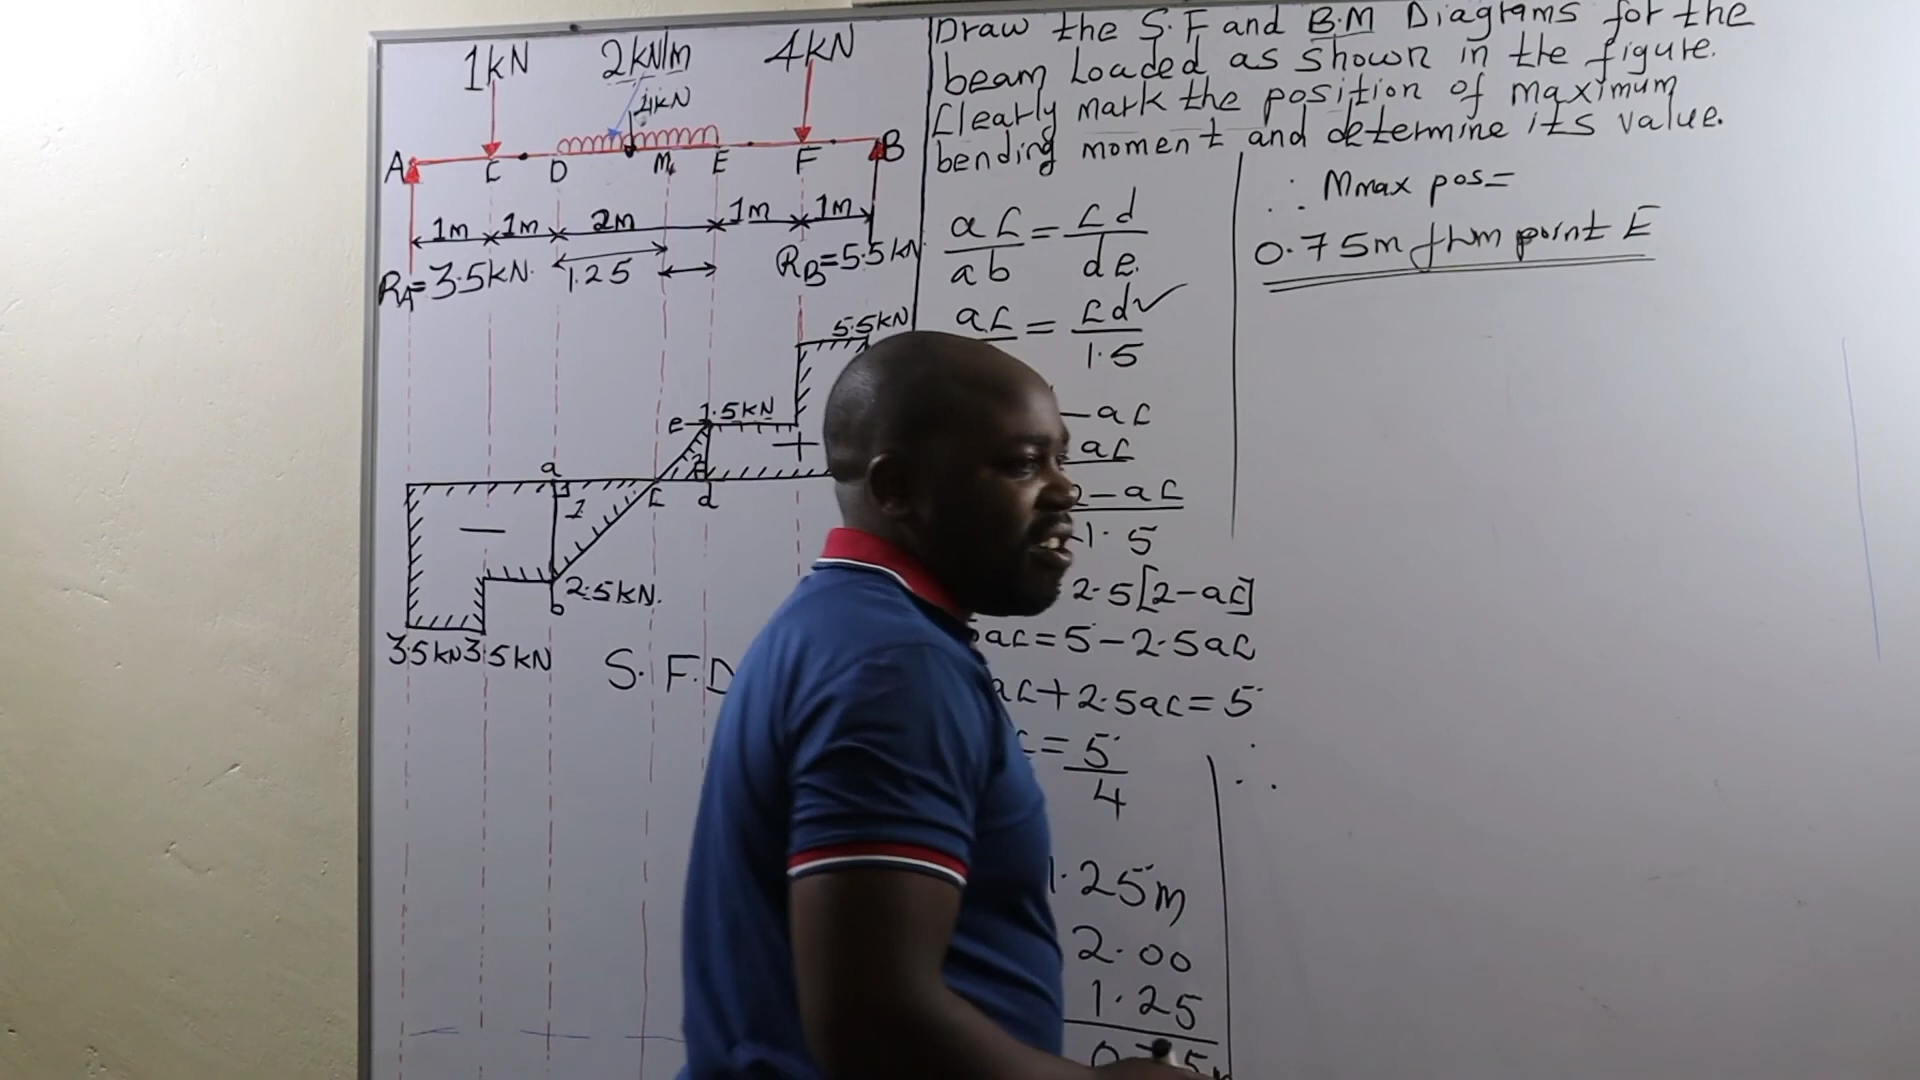 1kN 2kN/m 4kN
4kN
A C D M E F B
1m 1m 2m 1m 1m
1.25
RA=3.5kN. RB=5.5kN
5.5kN
e 1.5kN
+
a 2
1 c d
—
2.5kN.
b
3.5kN 3.5kN
S.F.D
Draw the S.F and B.M Diagrams for the
beam Loaded as shown in the figure.
Clearly mark the position of maximum
bending moment and determine its value.
ac/ab = cd/de.
ac = cd✓/1.5
-ac
ac
2-ac
1.5
2.5[2-ac]
ac=5-2.5ac
ac+2.5ac=5
c=5/4
1.25m
2.00
1.25
∴ Mmax pos=
0.75m from point E
∴